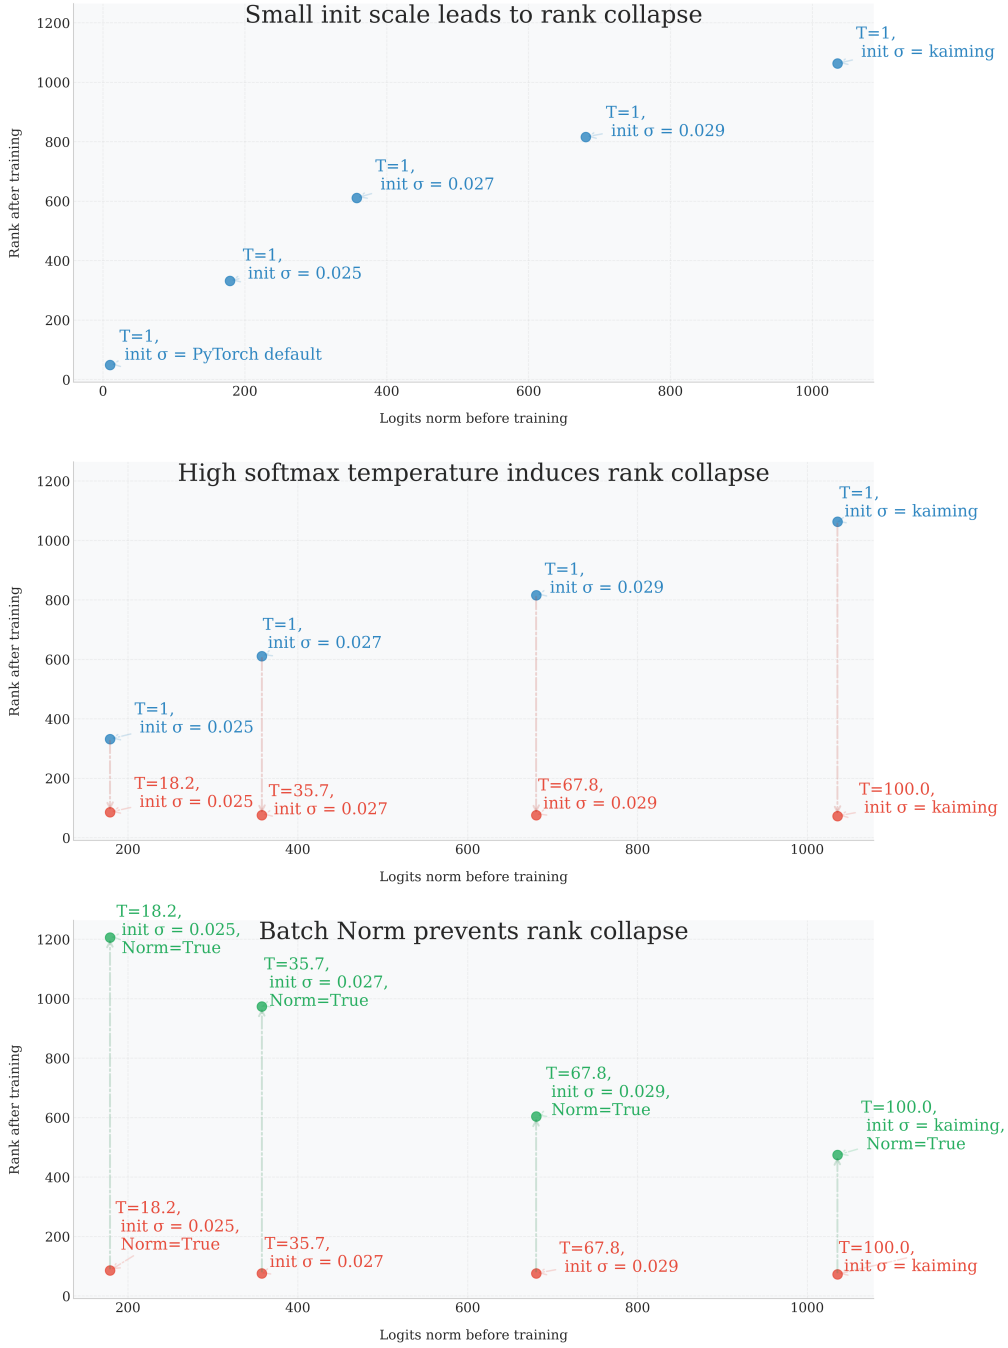 Small init scale leads to rank collapse
1200
T=1,
init σ = kaiming
1000
T=1,
init σ = 0.029
800
T=1,
init σ = 0.027
600
Rank after training
T=1,
init σ = 0.025
400
200
T=1,
init σ = PyTorch default
0
0 200 400 600 800 1000
Logits norm before training
High softmax temperature induces rank collapse
1200
T=1,
init σ = kaiming
1000
T=1,
init σ = 0.029
800
T=1,
init σ = 0.027
600
Rank after training
T=1,
init σ = 0.025
400
200
T=18.2,
init σ = 0.025
T=35.7,
init σ = 0.027
T=67.8,
init σ = 0.029
T=100.0,
init σ = kaiming
0
200 400 600 800 1000
Logits norm before training
T=18.2,
init σ = 0.025,
Norm=True
Batch Norm prevents rank collapse
1200
T=35.7,
init σ = 0.027,
Norm=True
1000
800
T=67.8,
init σ = 0.029,
Norm=True
600
Rank after training
T=100.0,
init σ = kaiming,
Norm=True
400
T=18.2,
init σ = 0.025,
Norm=True
200
T=35.7,
init σ = 0.027
T=67.8,
init σ = 0.029
T=100.0,
init σ = kaiming
0
200 400 600 800 1000
Logits norm before training